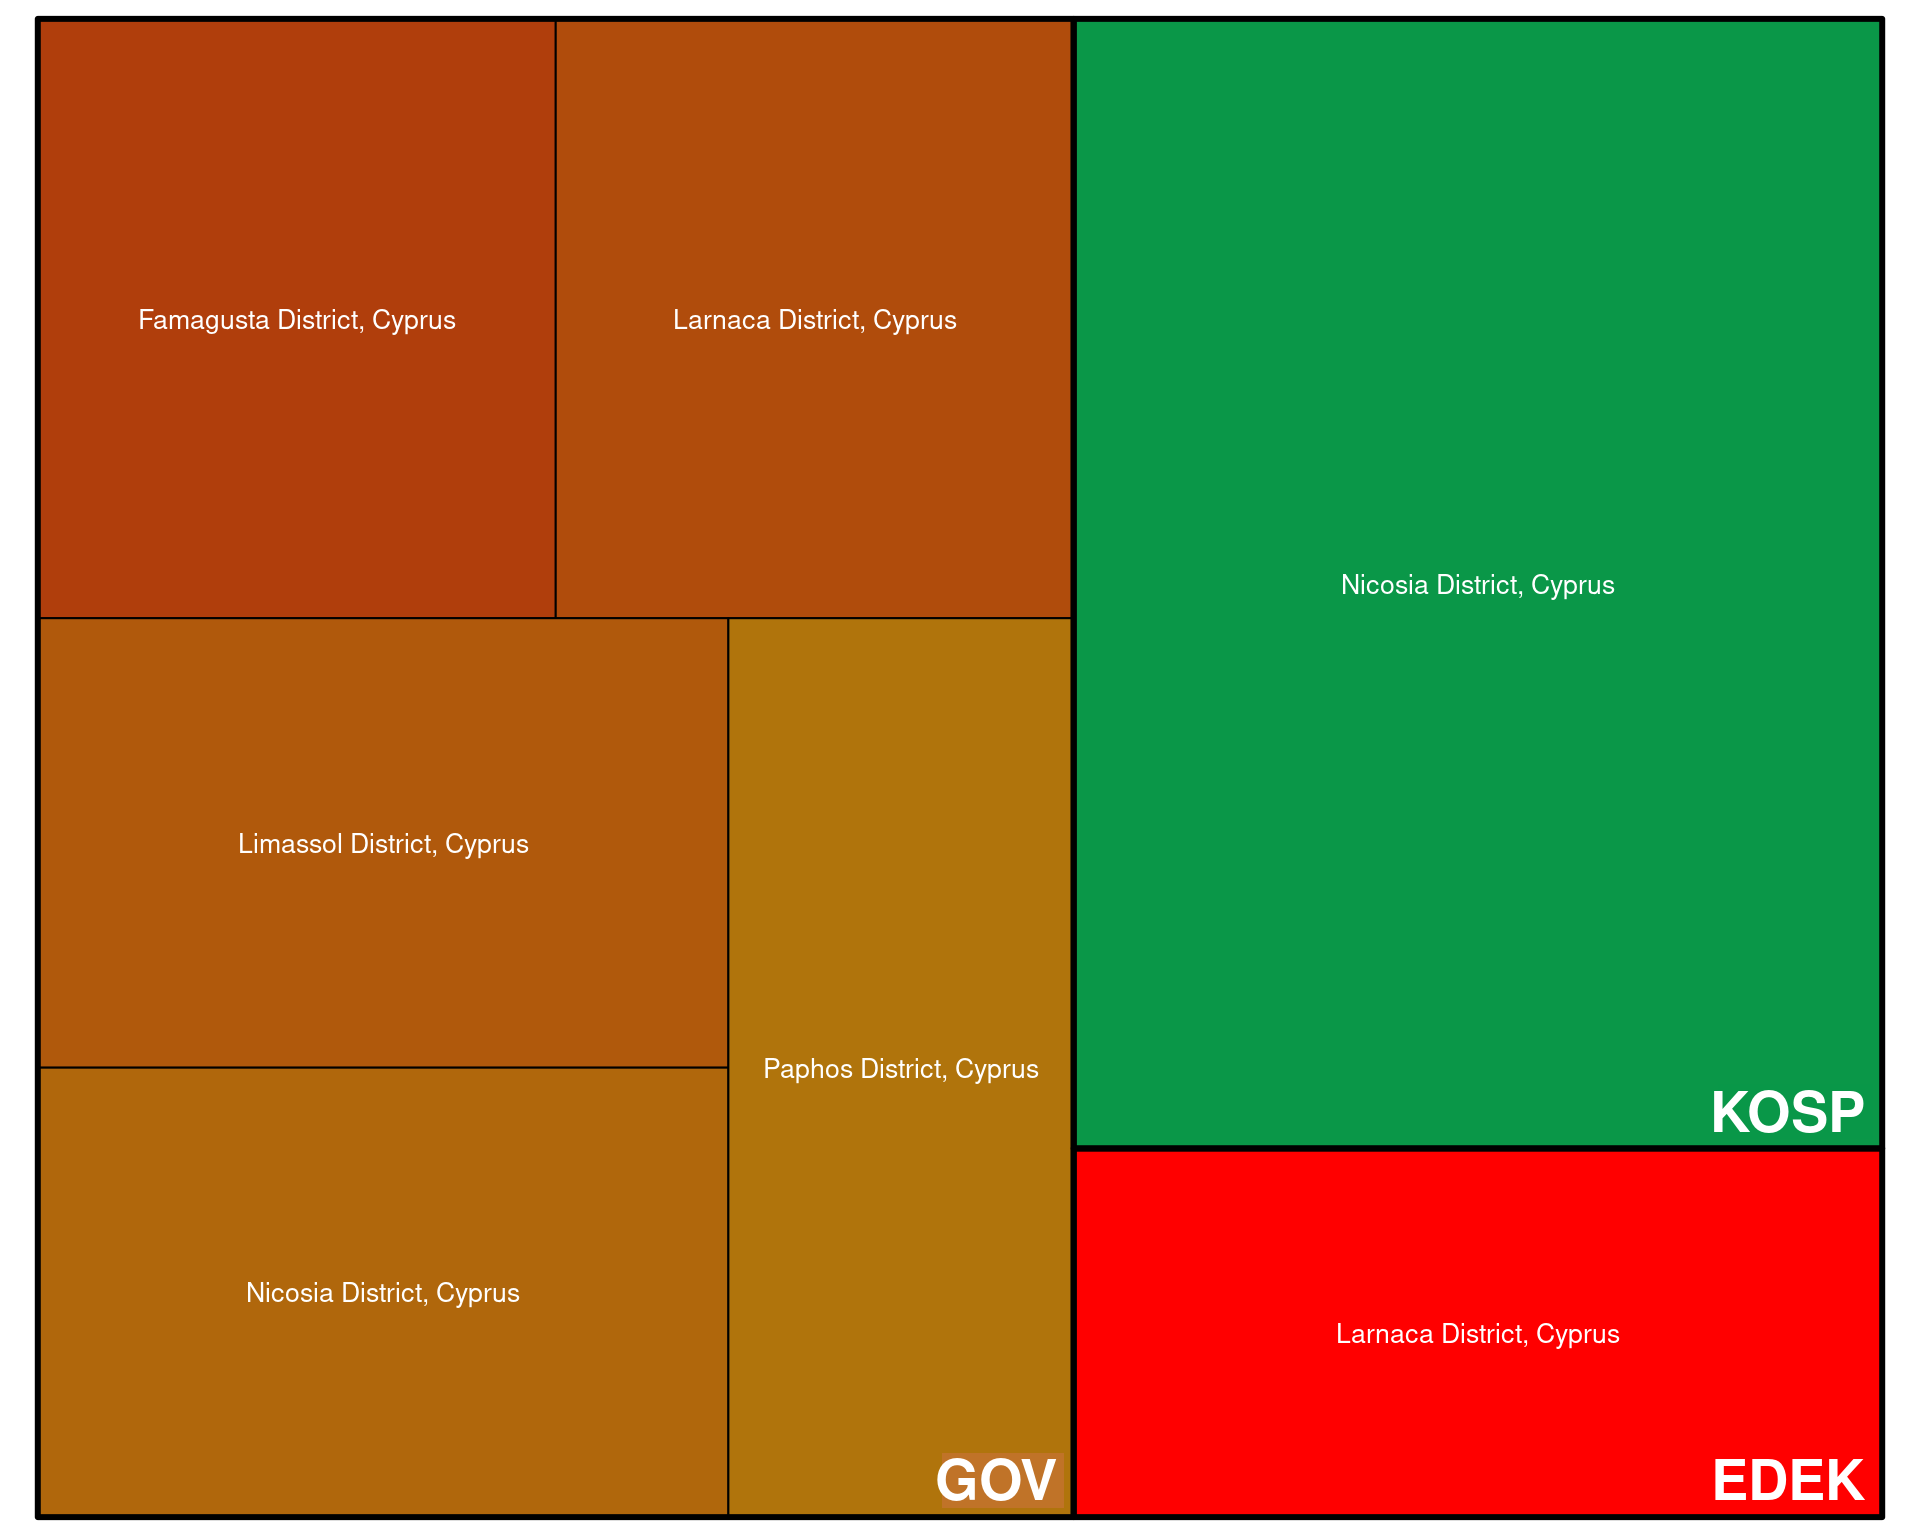 Famagusta District, Cyprus
Larnaca District, Cyprus
Nicosia District, Cyprus
Limassol District, Cyprus
Paphos District, Cyprus
KOSP
Nicosia District, Cyprus
Larnaca District, Cyprus
GOV
EDEK